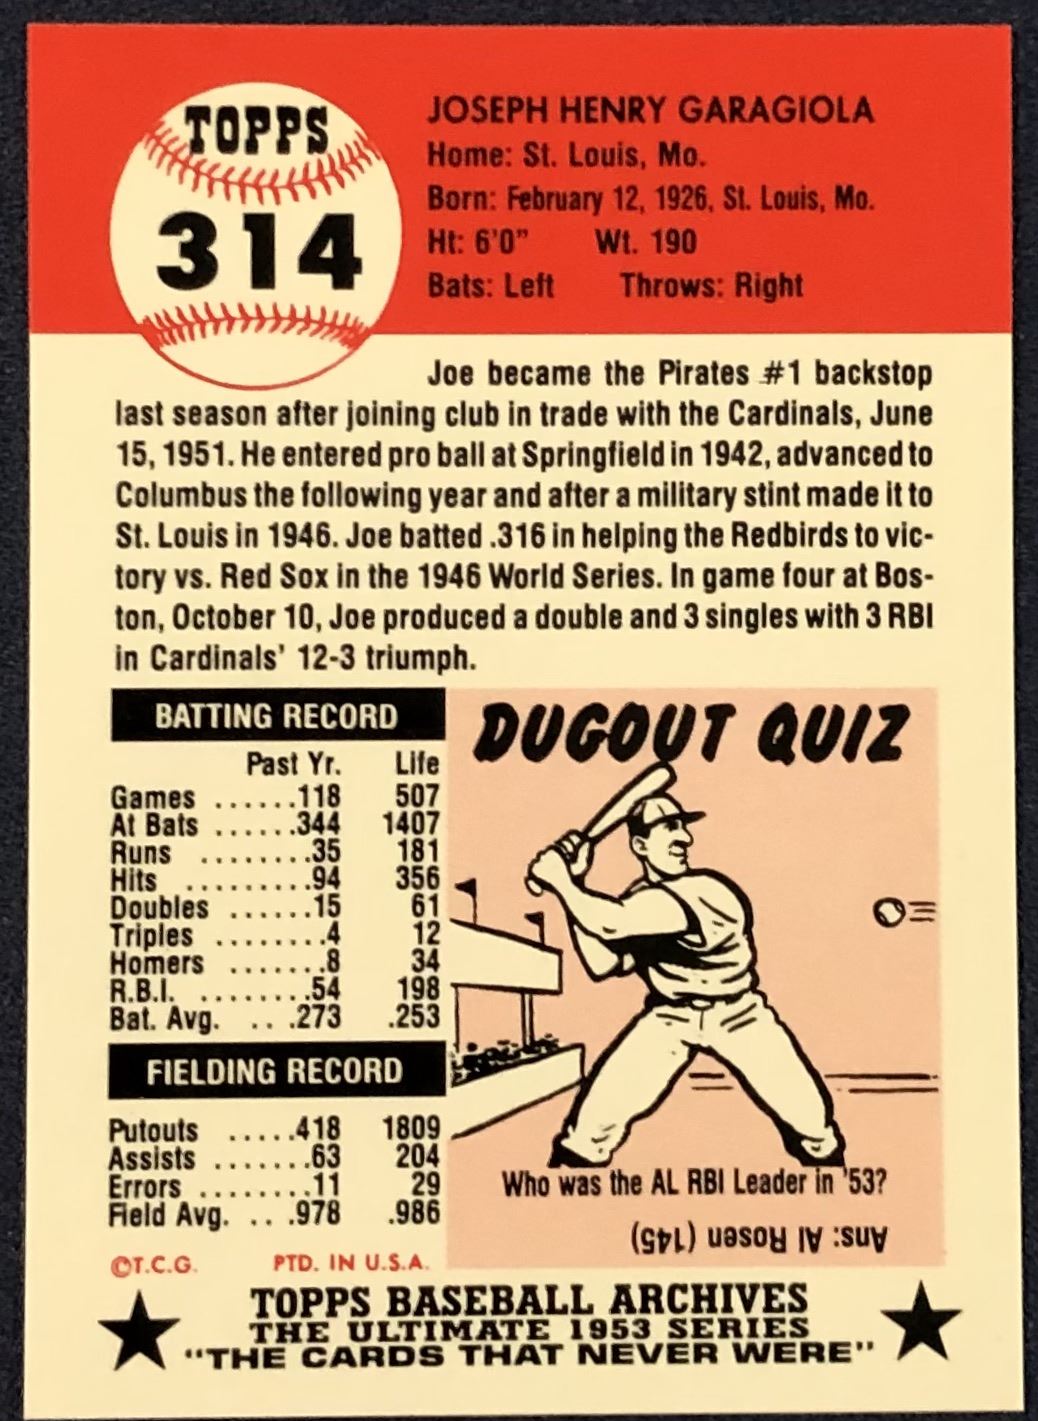 TOPPS
314
JOSEPH HENRY GARAGIOLA
Home: St. Louis, Mo.
Born: February 12, 1926, St. Louis, Mo.
Ht: 6'0" Wt. 190
Bats: Left Throws: Right
Joe became the Pirates #1 backstop
last season after joining club in trade with the Cardinals, June
15, 1951. He entered pro ball at Springfield in 1942, advanced to
Columbus the following year and after a military stint made it to
St. Louis in 1946. Joe batted .316 in helping the Redbirds to vic-
tory vs. Red Sox in the 1946 World Series. In game four at Bos-
ton, October 10, Joe produced a double and 3 singles with 3 RBI
in Cardinals' 12-3 triumph.
BATTING RECORD
Past Yr. Life
Games ......118 507
At Bats ......344 1407
Runs ........35 181
Hits .........94 356
Doubles ......15 61
Triples ........4 12
Homers .......8 34
R.B.I. ........54 198
Bat. Avg. ... .273 .253
FIELDING RECORD
Putouts .....418 1809
Assists .......63 204
Errors ........11 29
Field Avg. ... .978 .986
DUGOUT QUIZ
Who was the AL RBI Leader in '53?
Ans: Al Rosen (145)
©T.C.G. PTD. IN U.S.A.
TOPPS BASEBALL ARCHIVES
THE ULTIMATE 1953 SERIES
"THE CARDS THAT NEVER WERE"